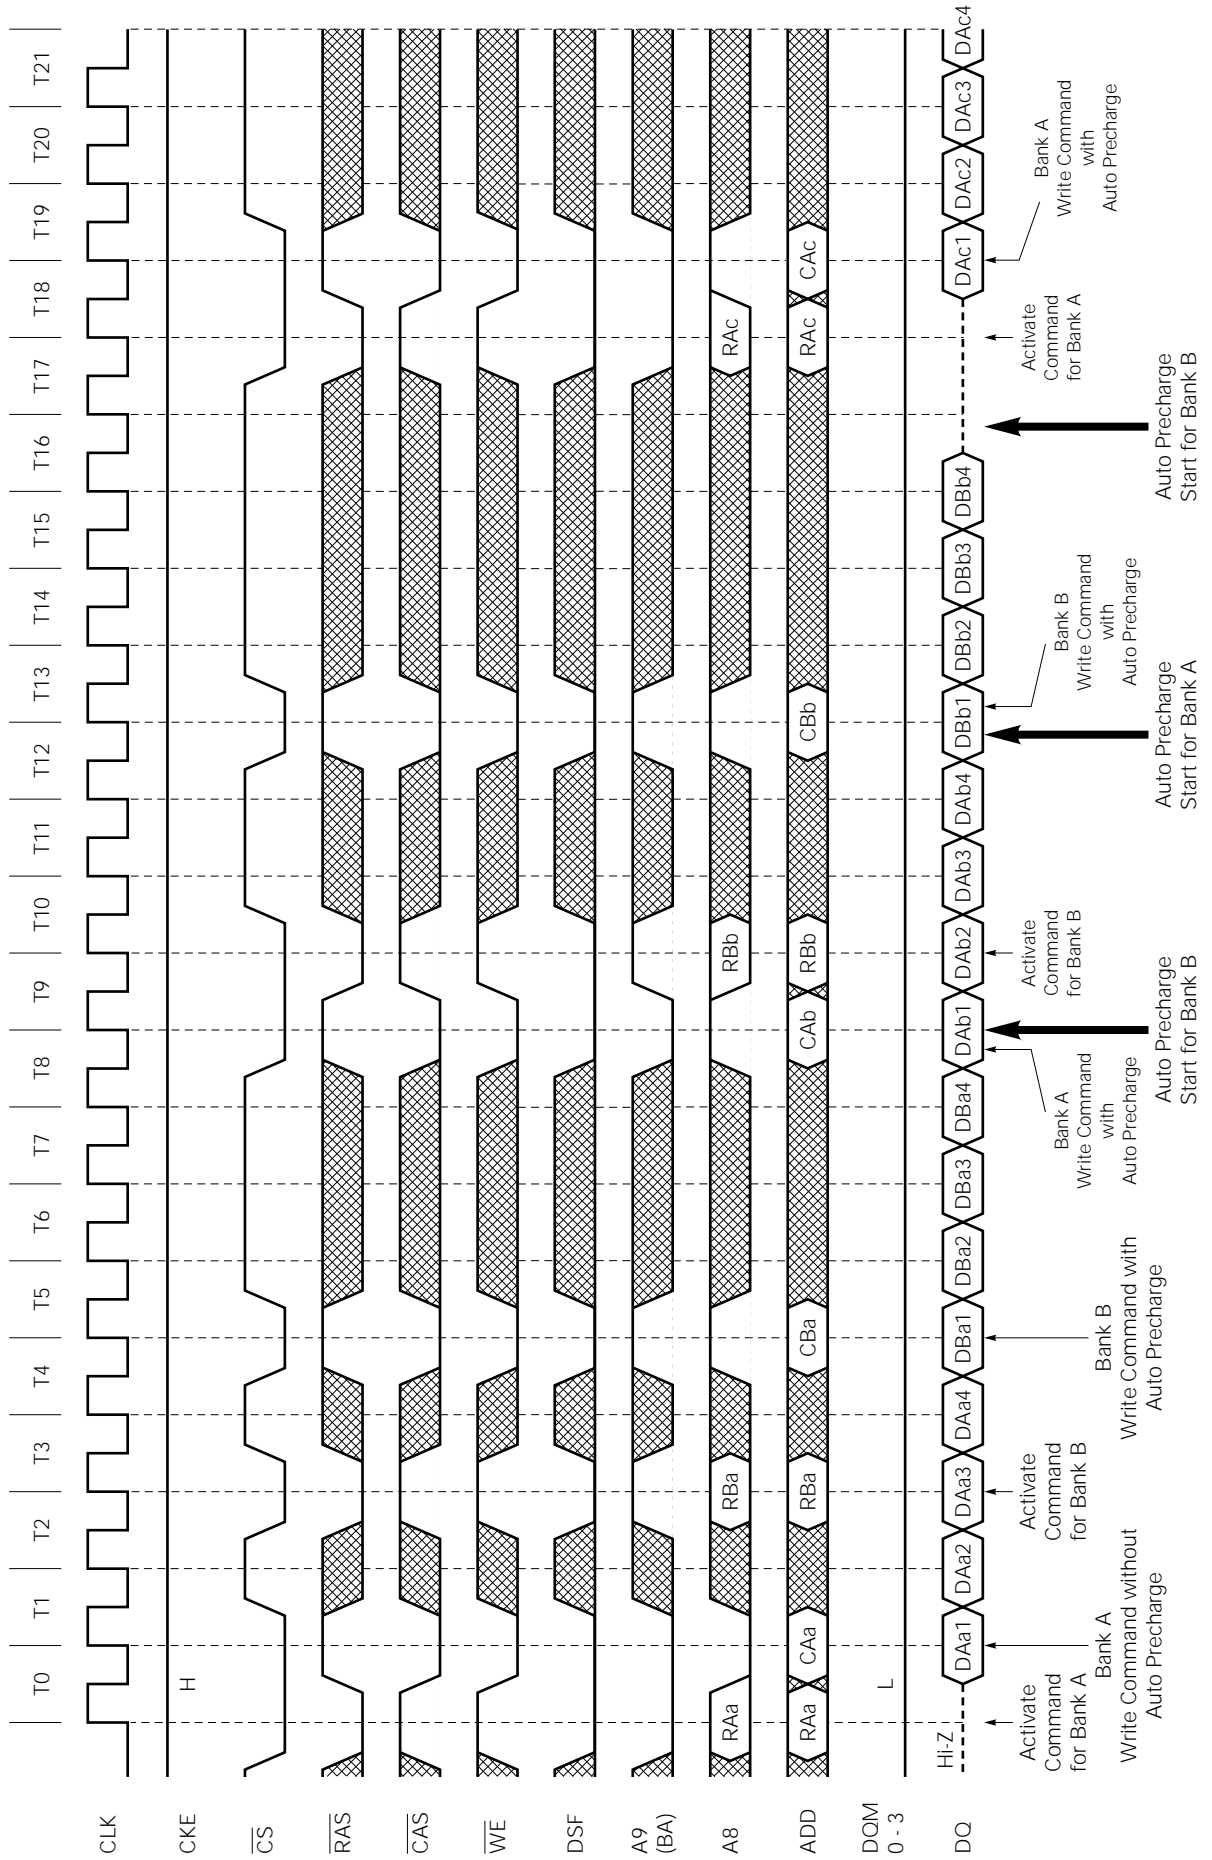 T0 T1 T2 T3 T4 T5 T6 T7 T8 T9 T10 T11 T12 T13 T14 T15 T16 T17 T18 T19 T20 T21
CLK
CKE H
CS
RAS
CAS
WE
DSF
A9
(BA)
A8 RAa RBa RBb RAc
ADD RAa CAa RBa CBa CAb RBb CBb RAc CAc
DQM
0 - 3
L
DQ Hi-Z DAa1 DAa2 DAa3 DAa4 DBa1 DBa2 DBa3 DBa4 DAb1 DAb2 DAb3 DAb4 DBb1 DBb2 DBb3 DBb4 DAc1 DAc2 DAc3 DAc4
Activate
Command
for Bank A
Bank A
Write Command without
Auto Precharge
Activate
Command
for Bank B
Bank B
Write Command with
Auto Precharge
Bank A
Write Command
with
Auto Precharge
Auto Precharge
Start for Bank B
Activate
Command
for Bank B
Auto Precharge
Start for Bank A
Bank B
Write Command
with
Auto Precharge
Auto Precharge
Start for Bank B
Activate
Command
for Bank A
Bank A
Write Command
with
Auto Precharge